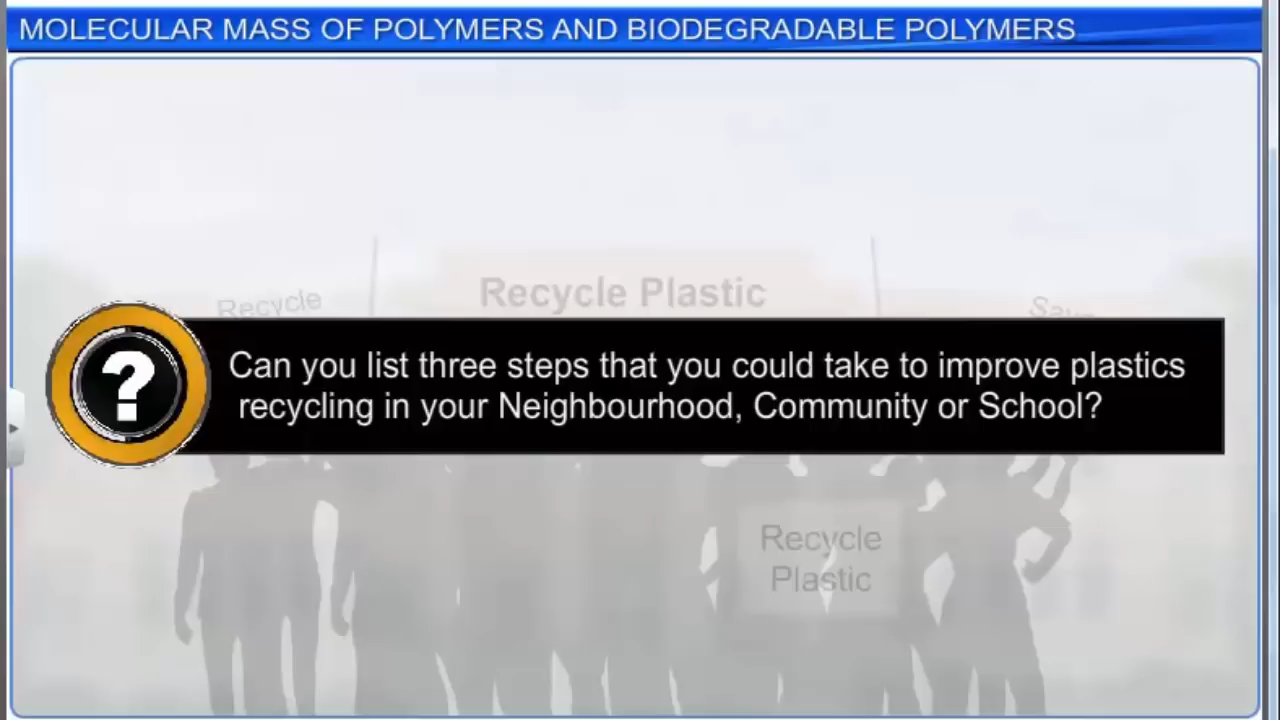 MOLECULAR MASS OF POLYMERS AND BIODEGRADABLE POLYMERS
Recycle Plastic
Recycle
Save
?
Can you list three steps that you could take to improve plastics
recycling in your Neighbourhood, Community or School?
Recycle
Plastic